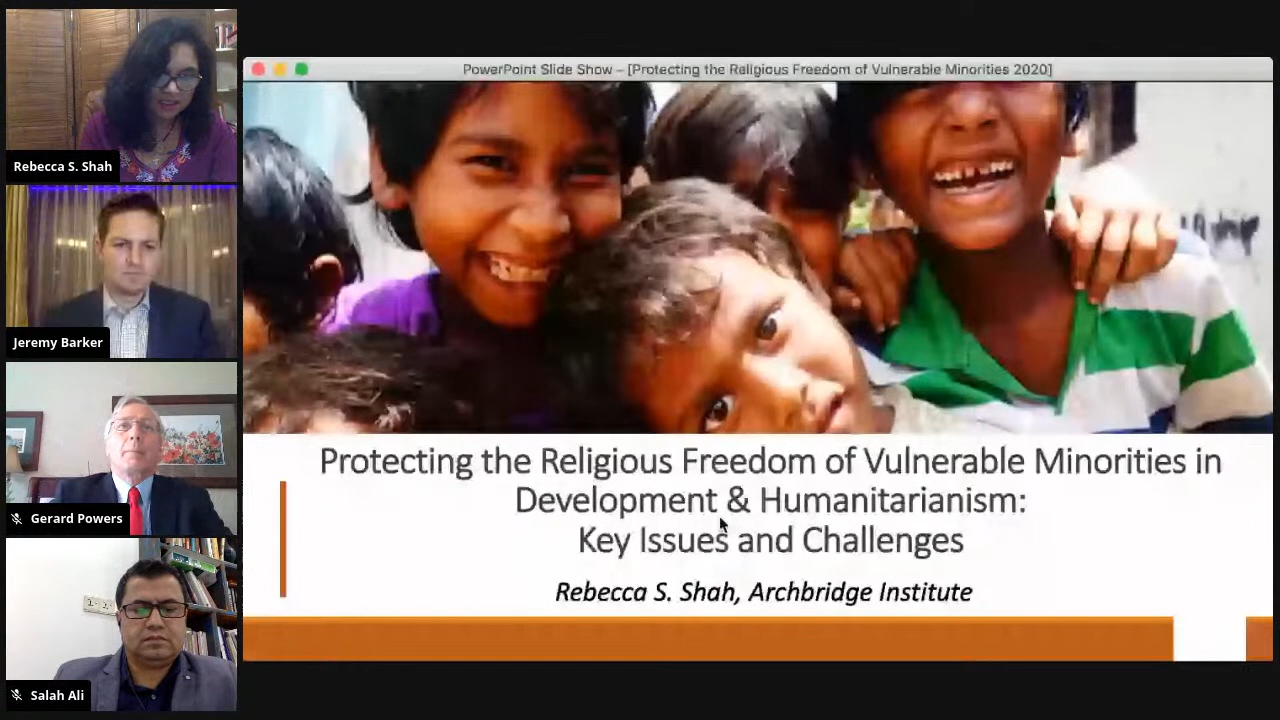 Rebecca S. Shah
Jeremy Barker
Gerard Powers
Salah Ali
PowerPoint Slide Show – [Protecting the Religious Freedom of Vulnerable Minorities 2020]
Protecting the Religious Freedom of Vulnerable Minorities in
Development & Humanitarianism:
Key Issues and Challenges
Rebecca S. Shah, Archbridge Institute